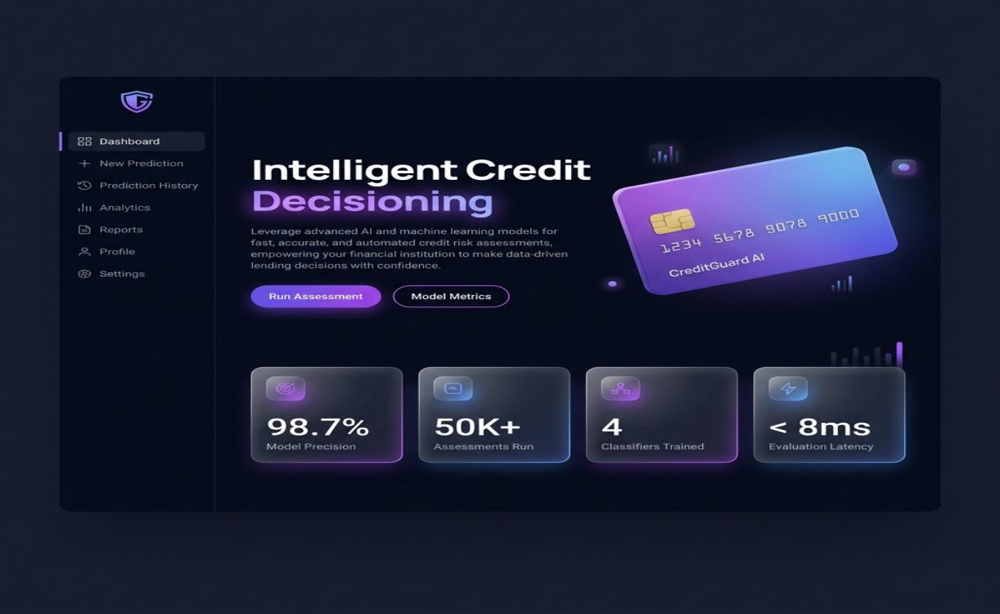 Dashboard
New Prediction
Prediction History
Analytics
Reports
Profile
Settings
Intelligent Credit
Decisioning
Leverage advanced AI and machine learning models for
fast, accurate, and automated credit risk assessments,
empowering your financial institution to make data-driven
lending decisions with confidence.
Run Assessment
Model Metrics
1234 5678 9078 9000
CreditGuard AI
98.7%
Model Precision
50K+
Assessments Run
4
Classifiers Trained
< 8ms
Evaluation Latency